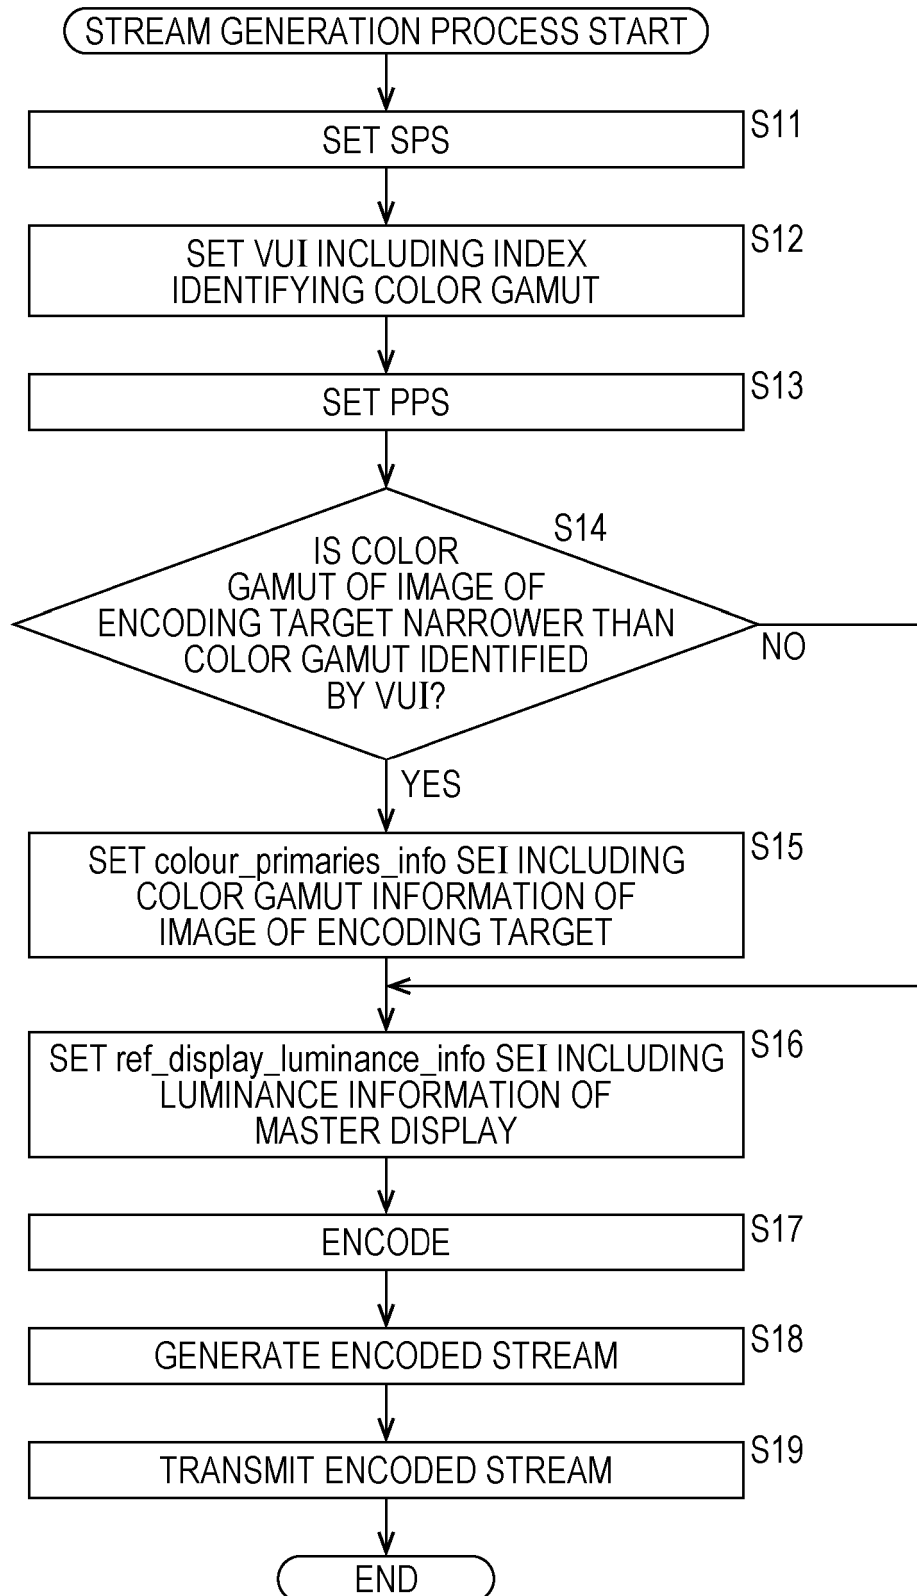 STREAM GENERATION PROCESS START
S11
SET SPS
S12
SET VUI INCLUDING INDEX
IDENTIFYING COLOR GAMUT
S13
SET PPS
S14
IS COLOR
GAMUT OF IMAGE OF
ENCODING TARGET NARROWER THAN
COLOR GAMUT IDENTIFIED
BY VUI?
NO
YES
S15
SET colour_primaries_info SEI INCLUDING
COLOR GAMUT INFORMATION OF
IMAGE OF ENCODING TARGET
S16
SET ref_display_luminance_info SEI INCLUDING
LUMINANCE INFORMATION OF
MASTER DISPLAY
S17
ENCODE
S18
GENERATE ENCODED STREAM
S19
TRANSMIT ENCODED STREAM
END